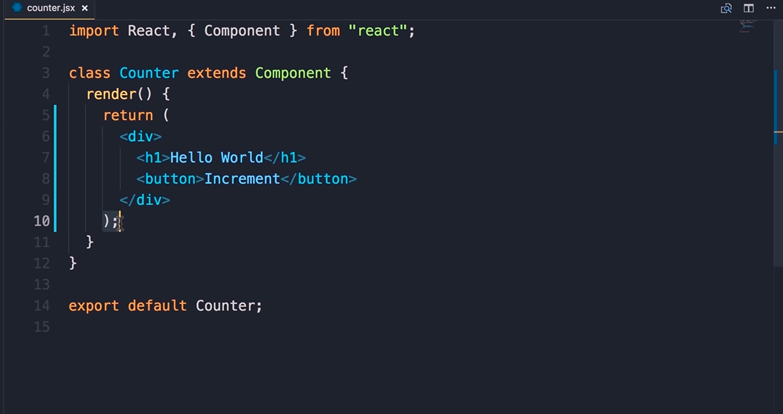 counter.jsx ×
1 import React, { Component } from "react";
2
3 class Counter extends Component {
4 render() {
5 return (
6 <div>
7 <h1>Hello World</h1>
8 <button>Increment</button>
9 </div>
10 );
11 }
12 }
13
14 export default Counter;
15